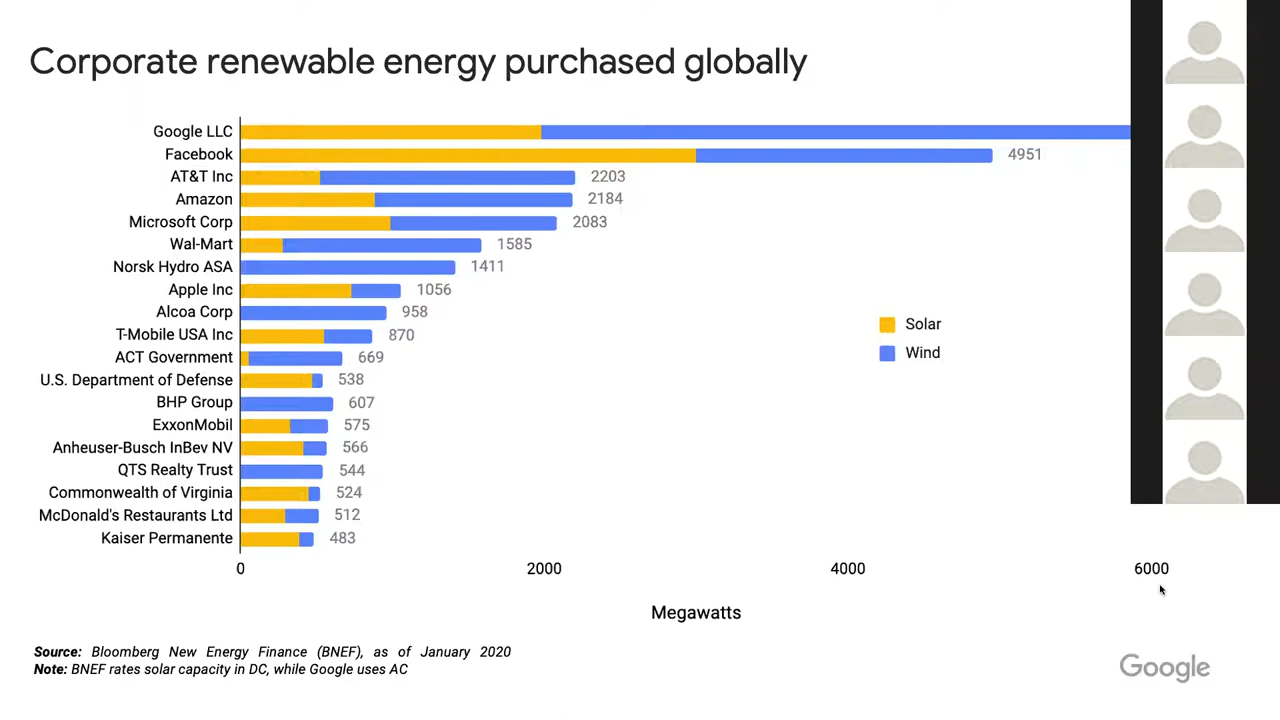 Corporate renewable energy purchased globally
Google LLC
Facebook 4951
AT&T Inc 2203
Amazon 2184
Microsoft Corp 2083
Wal-Mart 1585
Norsk Hydro ASA 1411
Apple Inc 1056
Alcoa Corp 958
T-Mobile USA Inc 870
ACT Government 669
U.S. Department of Defense 538
BHP Group 607
ExxonMobil 575
Anheuser-Busch InBev NV 566
QTS Realty Trust 544
Commonwealth of Virginia 524
McDonald's Restaurants Ltd 512
Kaiser Permanente 483
Solar
Wind
0 2000 4000 6000
Megawatts
Source: Bloomberg New Energy Finance (BNEF), as of January 2020
Note: BNEF rates solar capacity in DC, while Google uses AC
Google